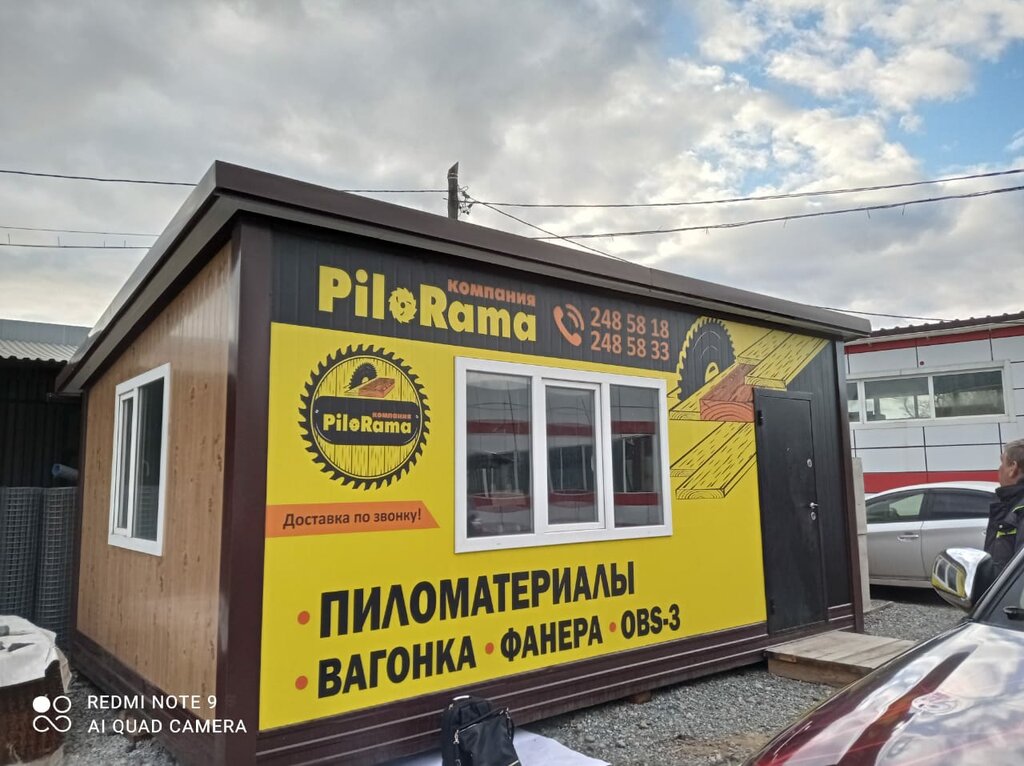 компания
PiloRama
248 58 18
248 58 33
компания
PiloRama
Доставка по звонку!
• ПИЛОМАТЕРИАЛЫ
• ВАГОНКА • ФАНЕРА • OBS-3
REDMI NOTE 9
AI QUAD CAMERA